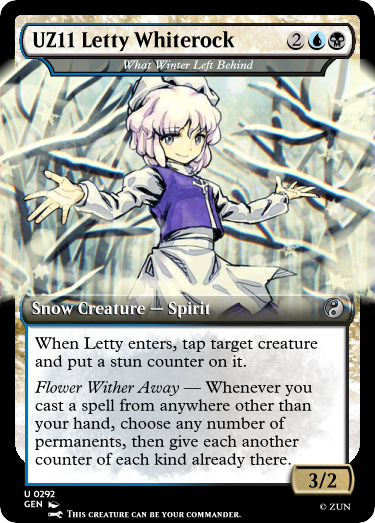 UZ11 Letty Whiterock 2
What Winter Left Behind
Snow Creature — Spirit
When Letty enters, tap target creature
and put a stun counter on it.
Flower Wither Away — Whenever you
cast a spell from anywhere other than
your hand, choose any number of
permanents, then give each another
counter of each kind already there.
3/2
U 0292
GEN
THIS CREATURE CAN BE YOUR COMMANDER.
© ZUN